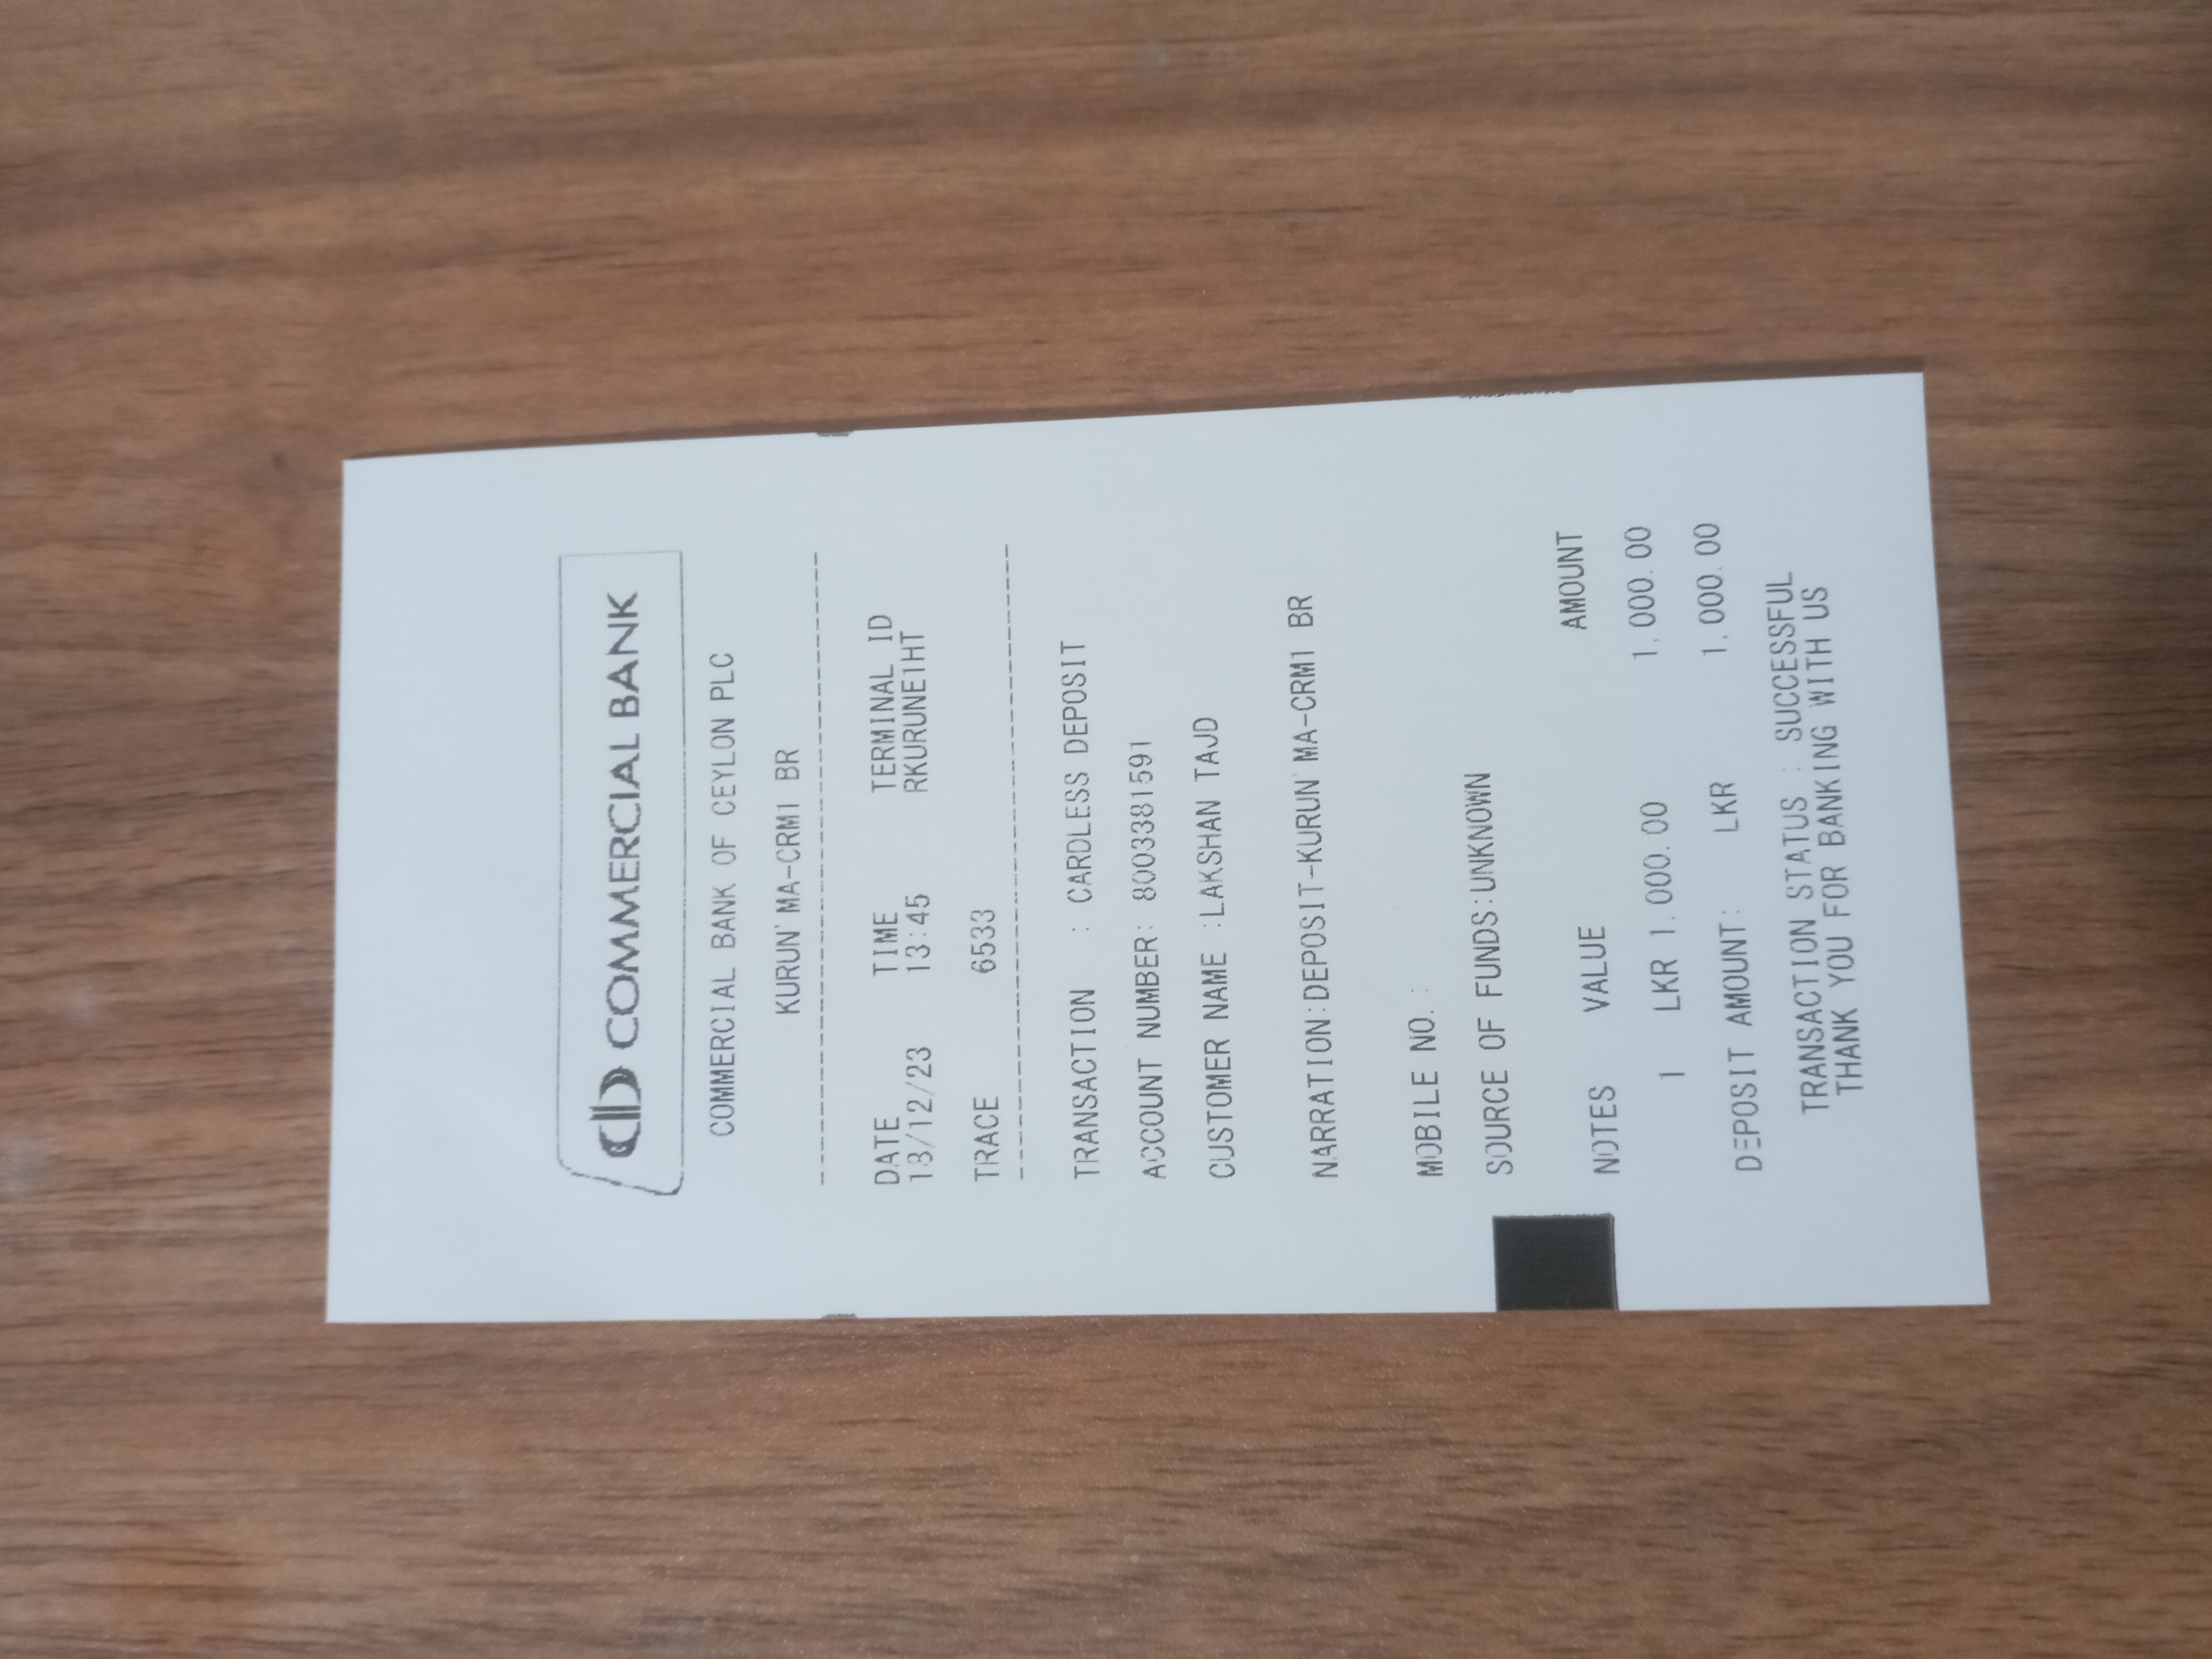 COMMERCIAL BANK
COMMERCIAL BANK OF CEYLON PLC
KURUN'MA-CRM1 BR
DATE TIME TERMINAL ID
13/12/23 13:45 RKURUNE1HT
TRACE 6533
TRANSACTION : CARDLESS DEPOSIT
ACCOUNT NUMBER: 8003381591
CUSTOMER NAME :LAKSHAN TAJD
NARRATION:DEPOSIT-KURUN'MA-CRM1 BR
MOBILE NO. :
SOURCE OF FUNDS:UNKNOWN
NOTES VALUE AMOUNT
1 LKR 1,000.00 1,000.00
DEPOSIT AMOUNT: LKR 1,000.00
TRANSACTION STATUS : SUCCESSFUL
THANK YOU FOR BANKING WITH US